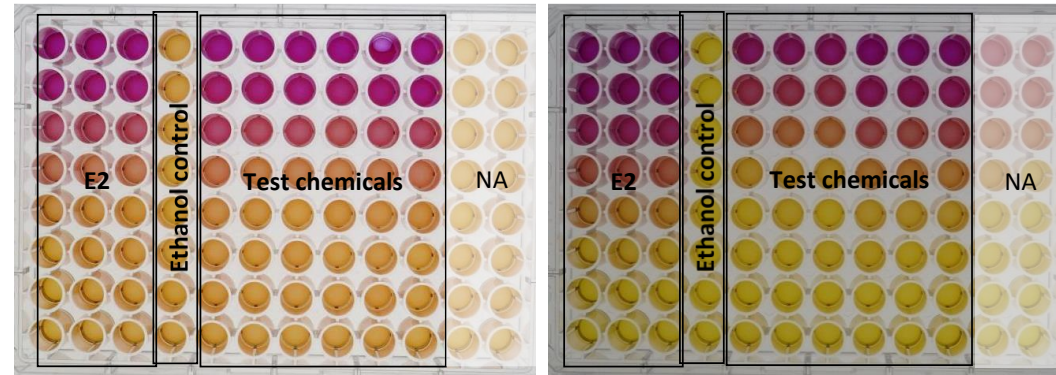 E2
Ethanol control
Test chemicals
NA
E2
Ethanol control
Test chemicals
NA